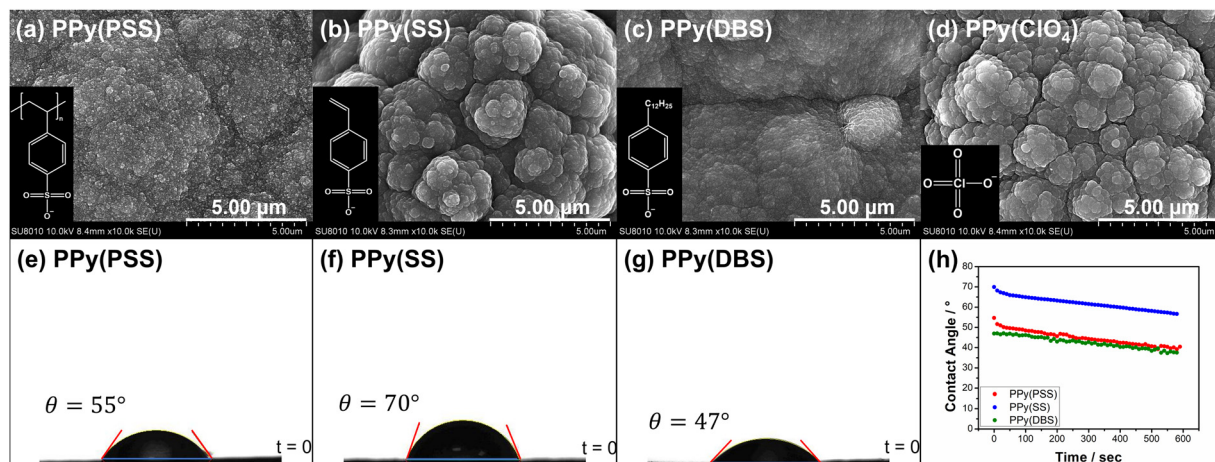 (a) PPy(PSS)
n
O=S=O
O⁻
5.00 μm
SU8010 10.0kV 8.4mm x10.0k SE(U)
5.00um
(b) PPy(SS)
O=S=O
O⁻
5.00 μm
SU8010 10.0kV 8.3mm x10.0k SE(U)
5.00um
(c) PPy(DBS)
C₁₂H₂₅
O=S=O
O⁻
5.00 μm
SU8010 10.0kV 8.3mm x10.0k SE(U)
5.00um
(d) PPy(ClO₄)
O
O=Cl—O⁻
O
5.00 μm
SU8010 10.0kV 8.4mm x10.0k SE(U)
5.00um
(e) PPy(PSS)
θ = 55°
t = 0
(f) PPy(SS)
θ = 70°
t = 0
(g) PPy(DBS)
θ = 47°
t = 0
(h)
Contact Angle / °
80
70
60
50
40
30
20
10
0
PPy(PSS)
PPy(SS)
PPy(DBS)
0 100 200 300 400 500 600
Time / sec